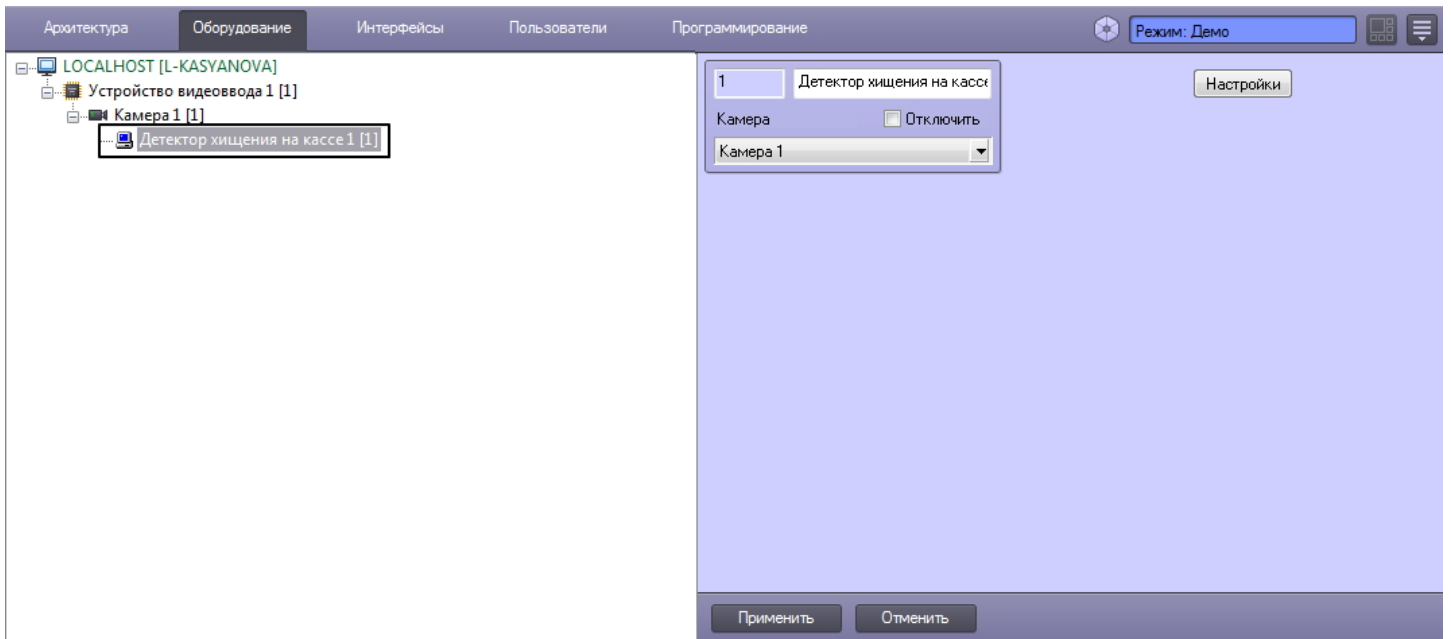 Архитектура Оборудование Интерфейсы Пользователи Программирование Режим: Демо
LOCALHOST [L-KASYANOVA]
Устройство видеоввода 1 [1]
Камера 1 [1]
Детектор хищения на кассе 1 [1]
1 Детектор хищения на кассе
Настройки
Камера Отключить
Камера 1
Применить Отменить